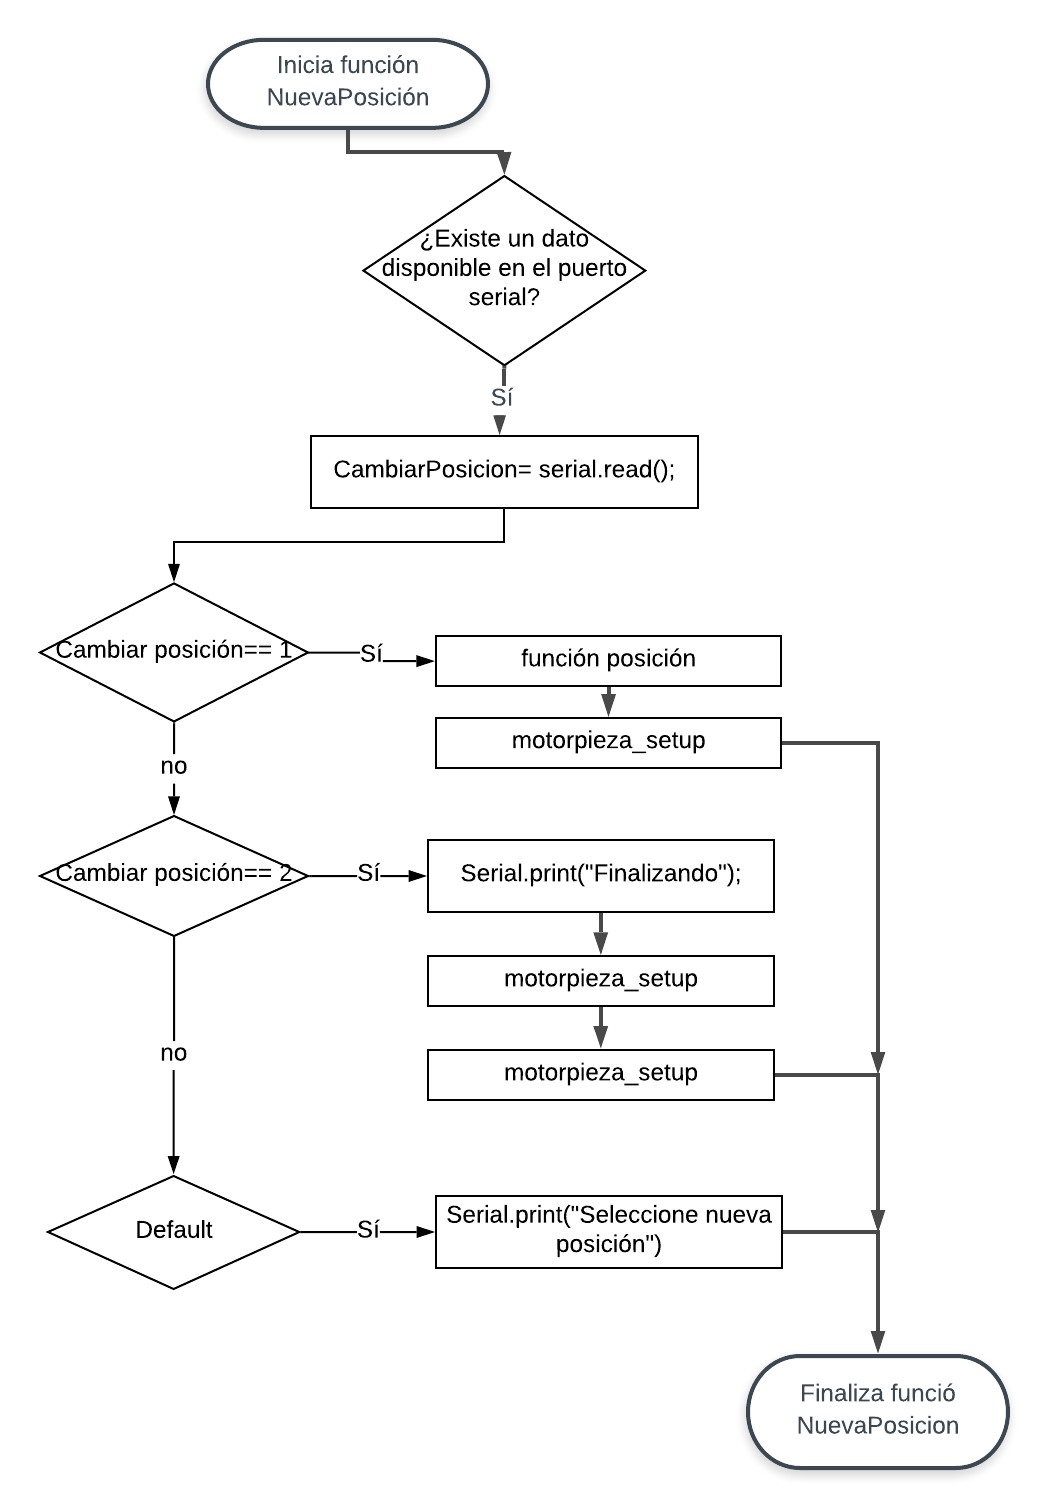 Inicia función
NuevaPosición
¿Existe un dato
disponible en el puerto
serial?
Sí
CambiarPosicion= serial.read();
Cambiar posición== 1
Sí
función posición
motorpieza_setup
no
Cambiar posición== 2
Sí
Serial.print("Finalizando");
motorpieza_setup
no
motorpieza_setup
Default
Sí
Serial.print("Seleccione nueva
posición")
Finaliza funció
NuevaPosicion